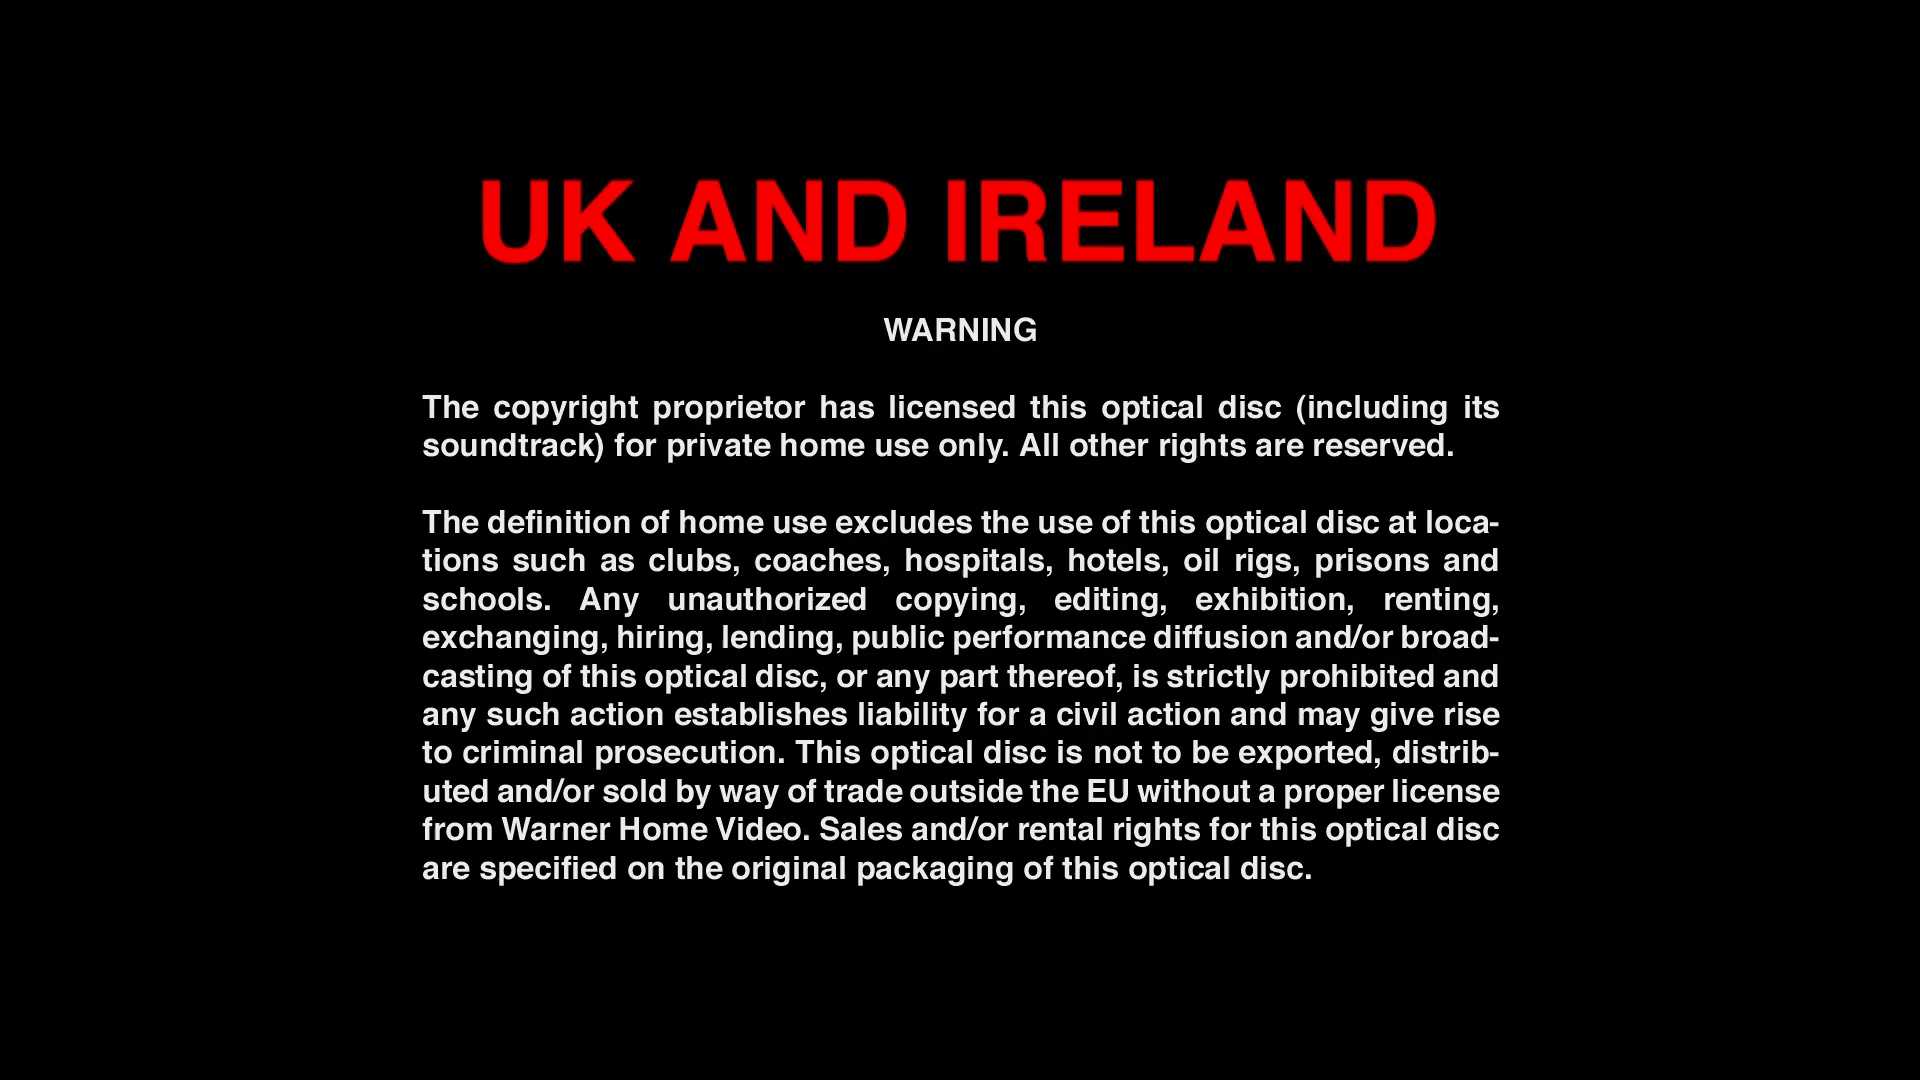 UK AND IRELAND
WARNING
The copyright proprietor has licensed this optical disc (including its
soundtrack) for private home use only. All other rights are reserved.
The definition of home use excludes the use of this optical disc at loca-
tions such as clubs, coaches, hospitals, hotels, oil rigs, prisons and
schools. Any unauthorized copying, editing, exhibition, renting,
exchanging, hiring, lending, public performance diffusion and/or broad-
casting of this optical disc, or any part thereof, is strictly prohibited and
any such action establishes liability for a civil action and may give rise
to criminal prosecution. This optical disc is not to be exported, distrib-
uted and/or sold by way of trade outside the EU without a proper license
from Warner Home Video. Sales and/or rental rights for this optical disc
are specified on the original packaging of this optical disc.